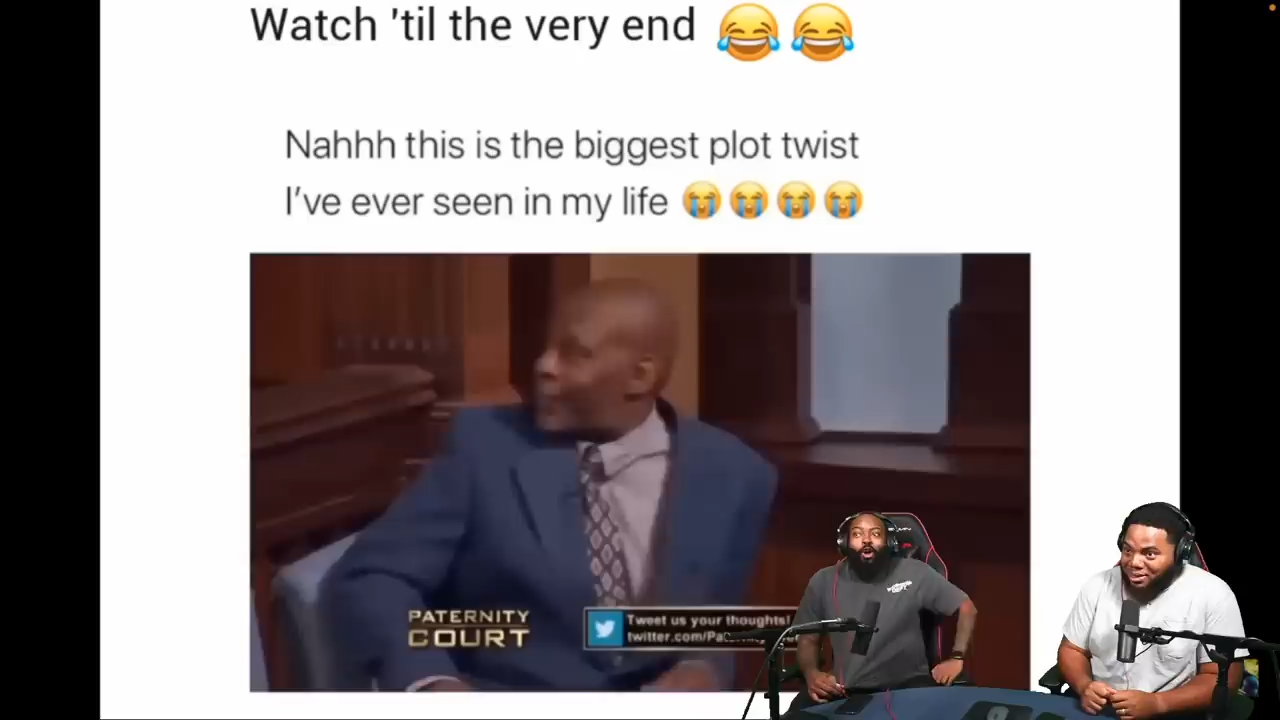 Watch 'til the very end 😂😂
Nahhh this is the biggest plot twist
I've ever seen in my life 😭😭😭😭
PATERNITY
COURT
Tweet us your thoughts!